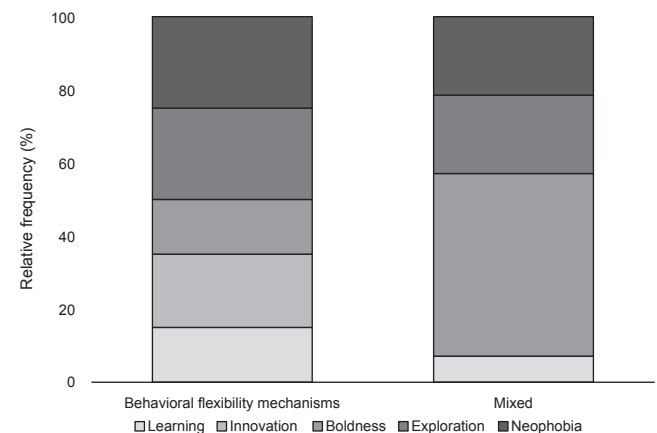 100
80
60
40
20
0
Relative frequency (%)
Behavioral flexibility mechanisms
Mixed
Learning Innovation Boldness Exploration Neophobia